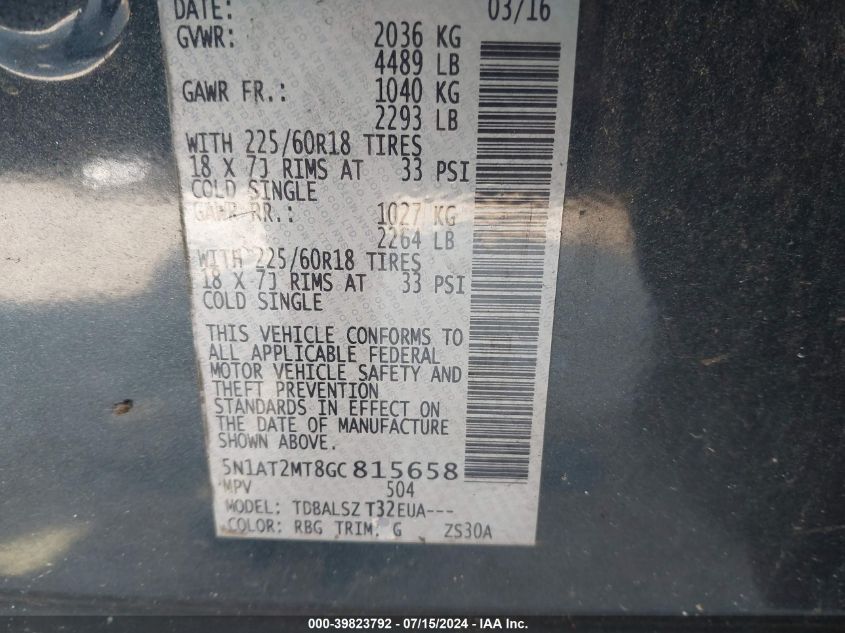 DATE: 03/16
GVWR: 2036 KG
4489 LB
GAWR FR.: 1040 KG
2293 LB
WITH 225/60R18 TIRES
18 X 7J RIMS AT 33 PSI
COLD SINGLE
GAWR RR.: 1027 KG
2264 LB
WITH 225/60R18 TIRES
18 X 7J RIMS AT 33 PSI
COLD SINGLE
THIS VEHICLE CONFORMS TO
ALL APPLICABLE FEDERAL
MOTOR VEHICLE SAFETY AND
THEFT PREVENTION
STANDARDS IN EFFECT ON
THE DATE OF MANUFACTURE
SHOWN ABOVE.
5N1AT2MT8GC815658
MPV 504
MODEL: TDBALSZ T32EUA---
COLOR: RBG TRIM: G ZS30A
000-39823792 - 07/15/2024 - IAA Inc.